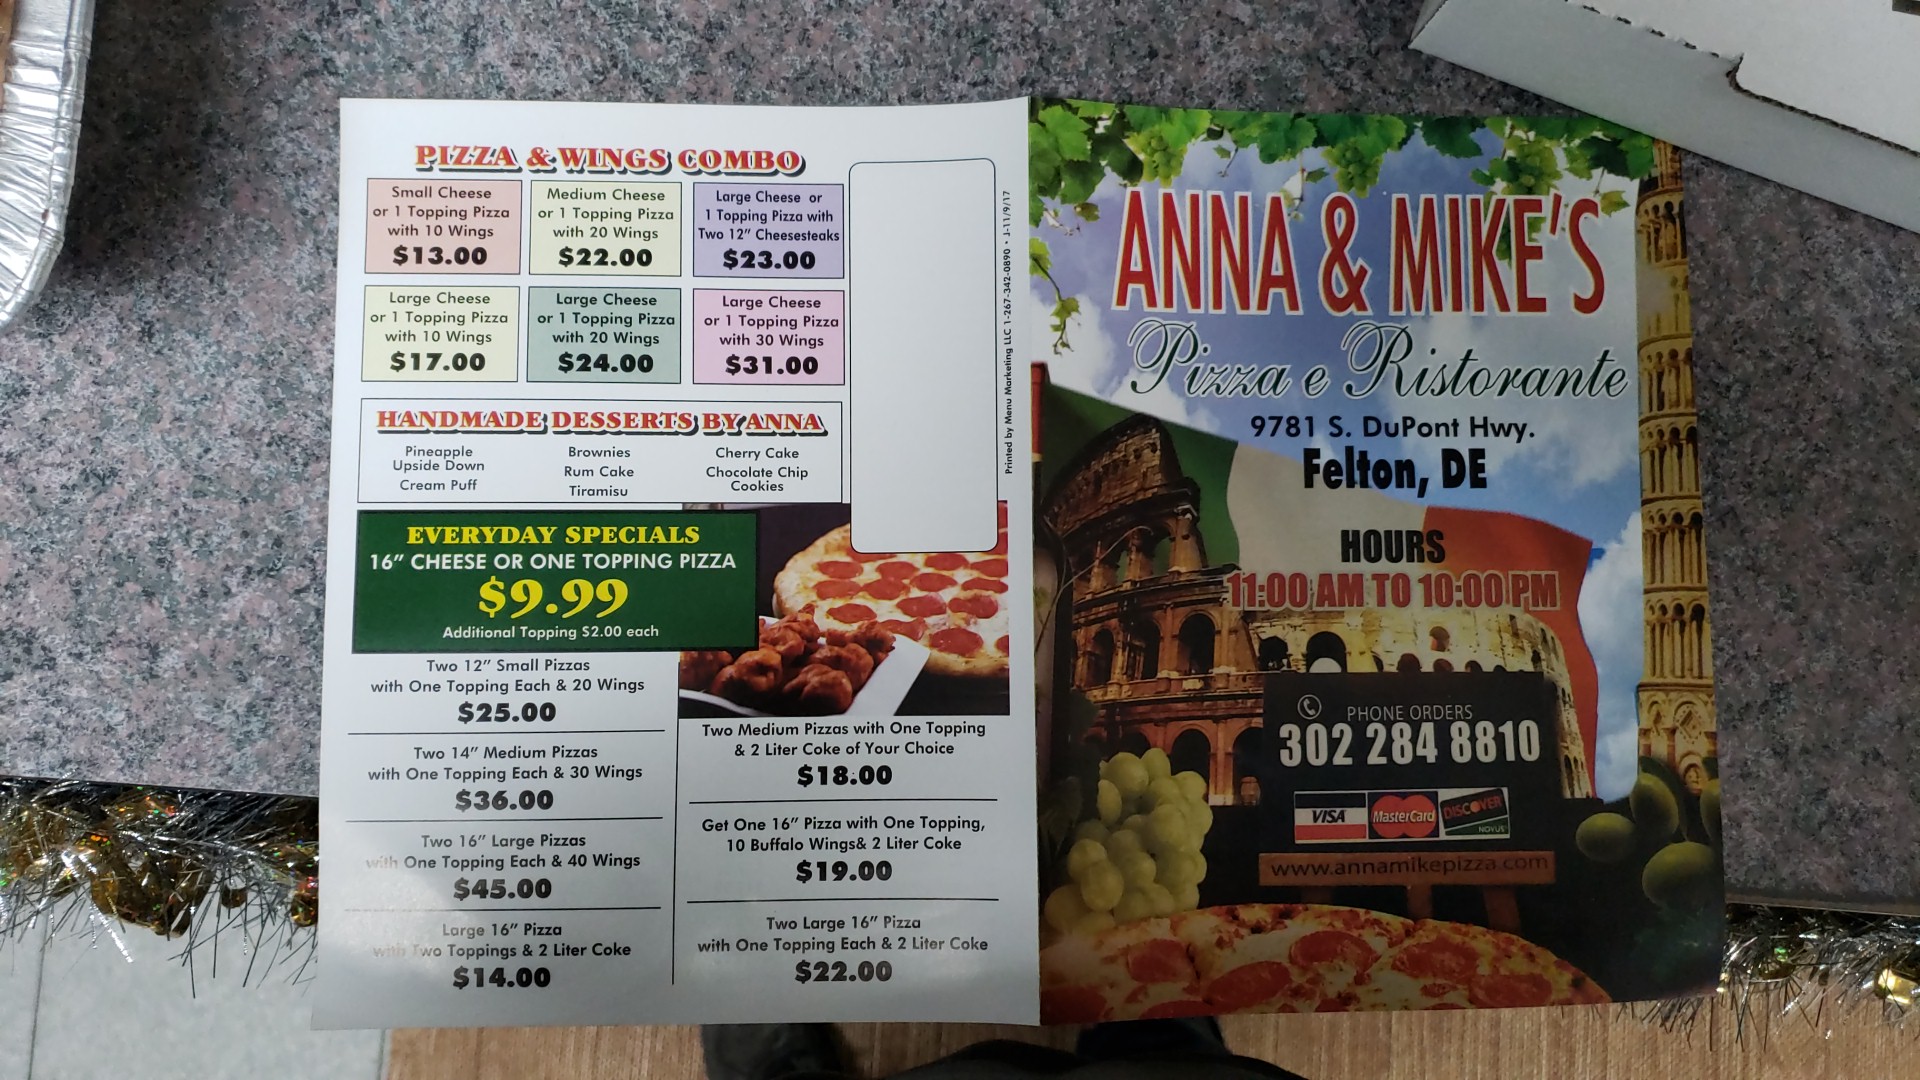 PIZZA & WINGS COMBO
Small Cheese
or 1 Topping Pizza
with 10 Wings
$13.00
Medium Cheese
or 1 Topping Pizza
with 20 Wings
$22.00
Large Cheese or
1 Topping Pizza with
Two 12" Cheesesteaks
$23.00
Large Cheese
or 1 Topping Pizza
with 10 Wings
$17.00
Large Cheese
or 1 Topping Pizza
with 20 Wings
$24.00
Large Cheese
or 1 Topping Pizza
with 30 Wings
$31.00
HANDMADE DESSERTS BY ANNA
Pineapple
Upside Down
Cream Puff
Brownies
Rum Cake
Tiramisu
Cherry Cake
Chocolate Chip
Cookies
EVERYDAY SPECIALS
16" CHEESE OR ONE TOPPING PIZZA
$9.99
Additional Topping $2.00 each
Two 12" Small Pizzas
with One Topping Each & 20 Wings
$25.00
Two 14" Medium Pizzas
with One Topping Each & 30 Wings
$36.00
Two 16" Large Pizzas
with One Topping Each & 40 Wings
$45.00
Large 16" Pizza
with Two Toppings & 2 Liter Coke
$14.00
Two Medium Pizzas with One Topping
& 2 Liter Coke of Your Choice
$18.00
Get One 16" Pizza with One Topping,
10 Buffalo Wings& 2 Liter Coke
$19.00
Two Large 16" Pizza
with One Topping Each & 2 Liter Coke
$22.00
Printed by Menu Marketing LLC 1-267-342-0890 • J-11/9/17
ANNA & MIKE'S
Pizza e Ristorante
9781 S. DuPont Hwy.
Felton, DE
HOURS
11:00 AM TO 10:00 PM
PHONE ORDERS
302 284 8810
VISA
MasterCard
DISCOVER
NOVUS
www.annamikepizza.com